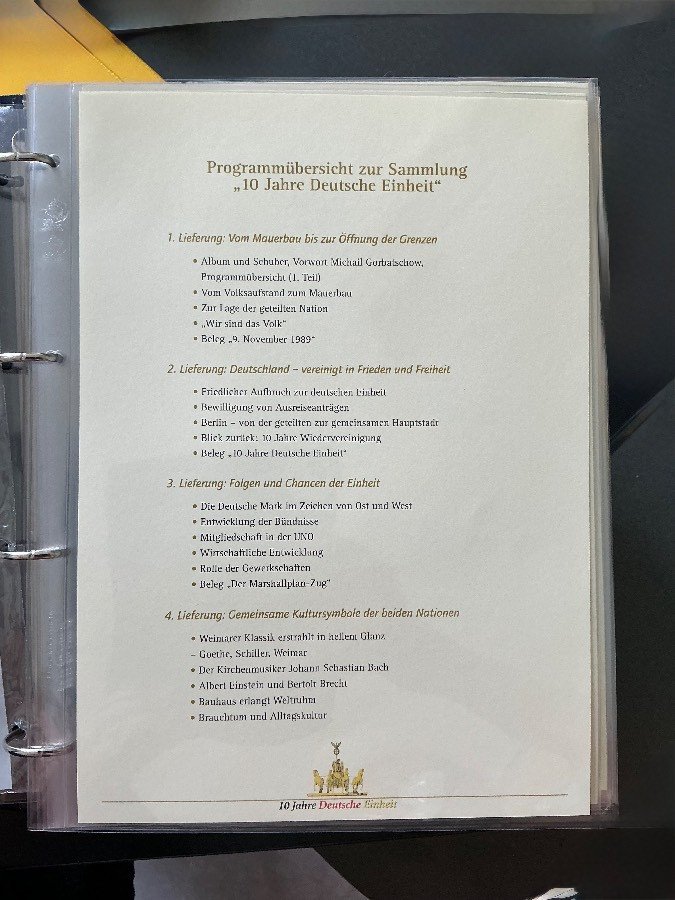 Programmübersicht zur Sammlung
„10 Jahre Deutsche Einheit“
1. Lieferung: Vom Mauerbau bis zur Öffnung der Grenzen
• Album und Schuber, Vorwort Michail Gorbatschow,
Programmübersicht (1. Teil)
• Vom Volksaufstand zum Mauerbau
• Zur Lage der geteilten Nation
• „Wir sind das Volk“
• Beleg „9. November 1989“
2. Lieferung: Deutschland – vereinigt in Frieden und Freiheit
• Friedlicher Aufbruch zur deutschen Einheit
• Bewilligung von Ausreiseanträgen
• Berlin – von der geteilten zur gemeinsamen Hauptstadt
• Blick zurück: 10 Jahre Wiedervereinigung
• Beleg „10 Jahre Deutsche Einheit“
3. Lieferung: Folgen und Chancen der Einheit
• Die Deutsche Mark im Zeichen von Ost und West
• Entwicklung der Bündnisse
• Mitgliedschaft in der UNO
• Wirtschaftliche Entwicklung
• Rolle der Gewerkschaften
• Beleg „Der Marshallplan-Zug“
4. Lieferung: Gemeinsame Kultursymbole der beiden Nationen
• Weimarer Klassik erstrahlt in hellem Glanz
– Goethe, Schiller, Weimar
• Der Kirchenmusiker Johann Sebastian Bach
• Albert Einstein und Bertolt Brecht
• Bauhaus erlangt Weltruhm
• Brauchtum und Alltagskultur
10 Jahre Deutsche Einheit